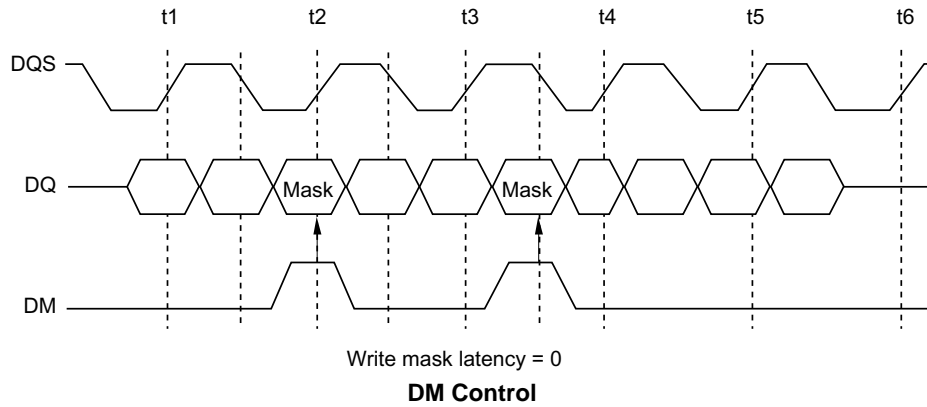 t1 t2 t3 t4 t5 t6
DQS
DQ Mask Mask
DM
Write mask latency = 0
DM Control